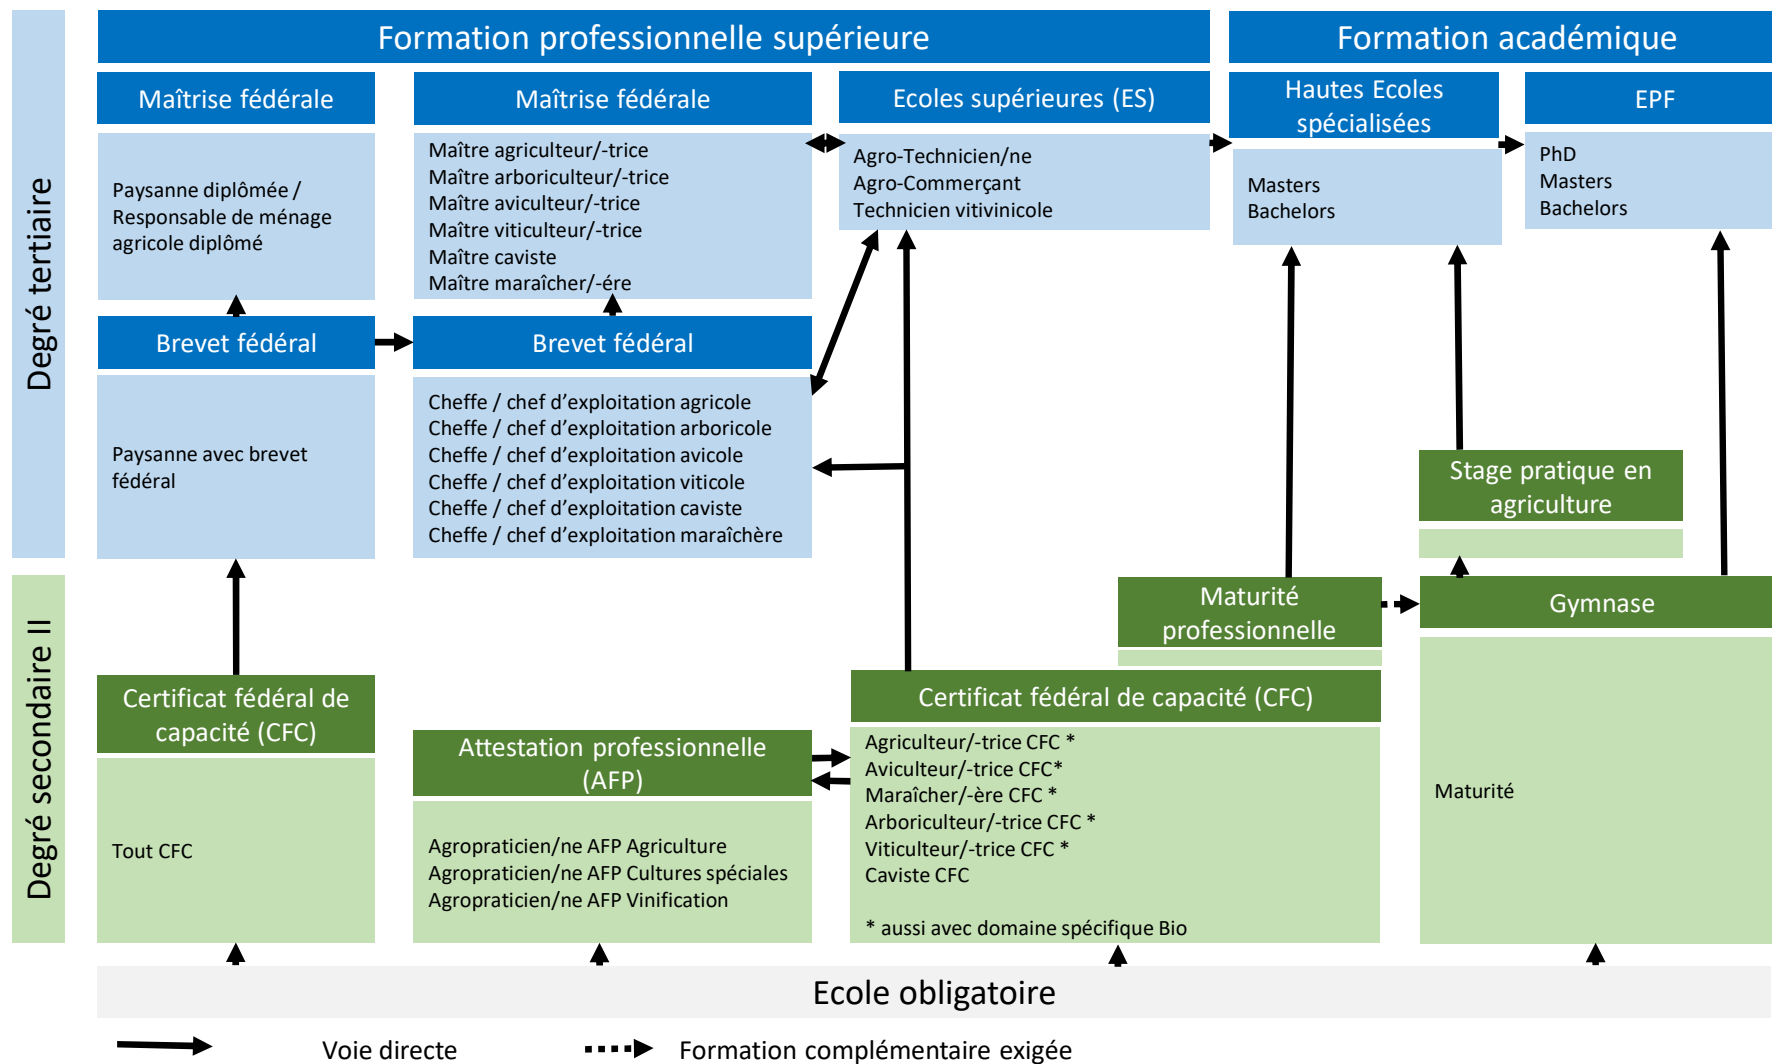 Formation professionnelle supérieure
Formation académique
Degré tertiaire
Maîtrise fédérale
Paysanne diplômée /
Responsable de ménage
agricole diplômé
Maîtrise fédérale
Maître agriculteur/-trice
Maître arboriculteur/-trice
Maître aviculteur/-trice
Maître viticulteur/-trice
Maître caviste
Maître maraîcher/-ére
Ecoles supérieures (ES)
Agro-Technicien/ne
Agro-Commerçant
Technicien vitivinicole
Hautes Ecoles
spécialisées
Masters
Bachelors
EPF
PhD
Masters
Bachelors
Brevet fédéral
Paysanne avec brevet
fédéral
Brevet fédéral
Cheffe / chef d’exploitation agricole
Cheffe / chef d’exploitation arboricole
Cheffe / chef d’exploitation avicole
Cheffe / chef d’exploitation viticole
Cheffe / chef d’exploitation caviste
Cheffe / chef d’exploitation maraîchère
Stage pratique en
agriculture
Degré secondaire II
Maturité
professionnelle
Gymnase
Maturité
Certificat fédéral de
capacité (CFC)
Tout CFC
Attestation professionnelle
(AFP)
Agropraticien/ne AFP Agriculture
Agropraticien/ne AFP Cultures spéciales
Agropraticien/ne AFP Vinification
Certificat fédéral de capacité (CFC)
Agriculteur/-trice CFC *
Aviculteur/-trice CFC*
Maraîcher/-ère CFC *
Arboriculteur/-trice CFC *
Viticulteur/-trice CFC *
Caviste CFC
* aussi avec domaine spécifique Bio
Ecole obligatoire
Voie directe
Formation complémentaire exigée